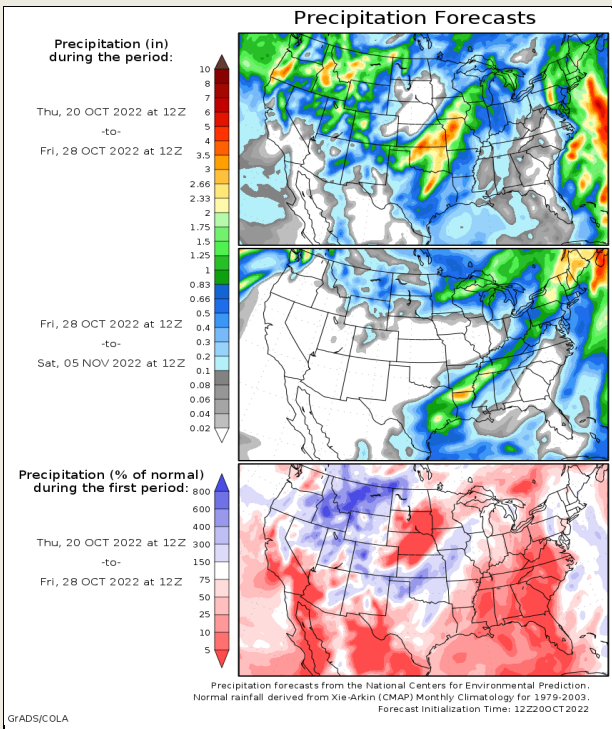 Precipitation Forecasts
Precipitation (in)
during the period:
Thu, 20 OCT 2022 at 12Z
-to-
Fri, 28 OCT 2022 at 12Z
10
8
7
6
5
4
3.5
3
2.66
2.33
2
1.75
1.5
1.25
1
0.83
0.66
0.5
0.4
0.3
0.2
0.1
0.08
0.06
0.04
0.02
Fri, 28 OCT 2022 at 12Z
-to-
Sat, 05 NOV 2022 at 12Z
Precipitation (% of normal)
during the first period:
Thu, 20 OCT 2022 at 12Z
-to-
Fri, 28 OCT 2022 at 12Z
800
600
400
300
150
75
50
25
10
5
Precipitation forecasts from the National Centers for Environmental Prediction.
Normal rainfall derived from Xie-Arkin (CMAP) Monthly Climatology for 1979-2003.
Forecast Initialization Time: 12Z20OCT2022
GrADS/COLA